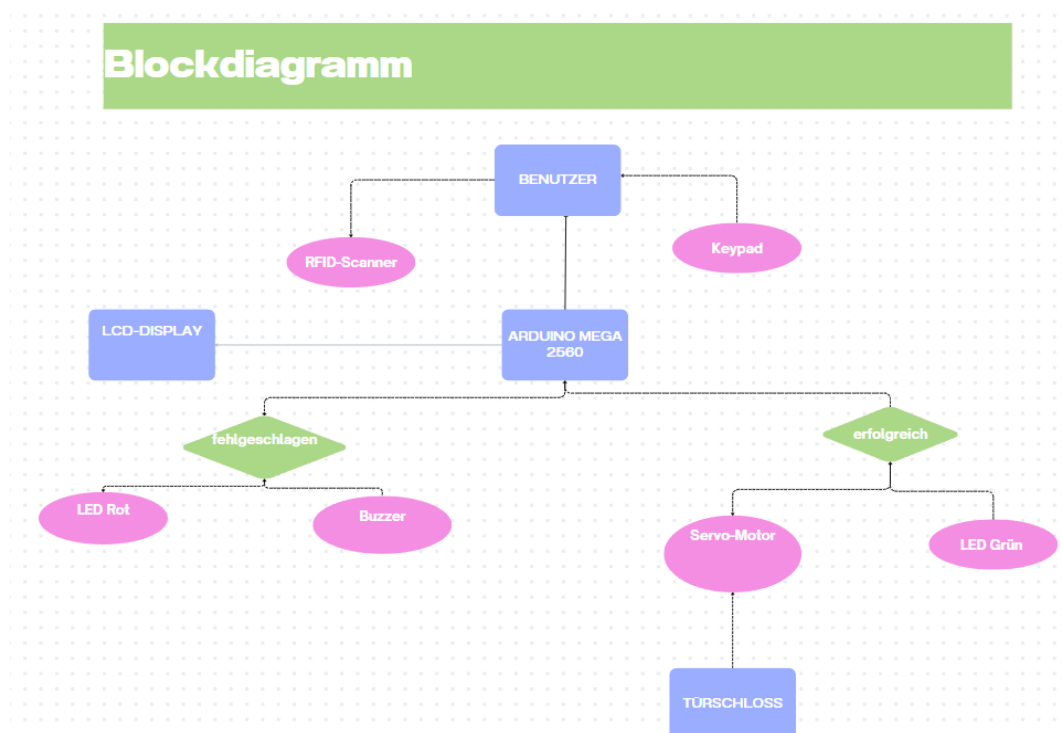 Blockdiagramm
BENUTZER
RFID-Scanner
Keypad
LCD-DISPLAY
ARDUINO MEGA
2560
fehlgeschlagen
erfolgreich
LED Rot
Buzzer
Servo-Motor
LED Grün
TÜRSCHLOSS